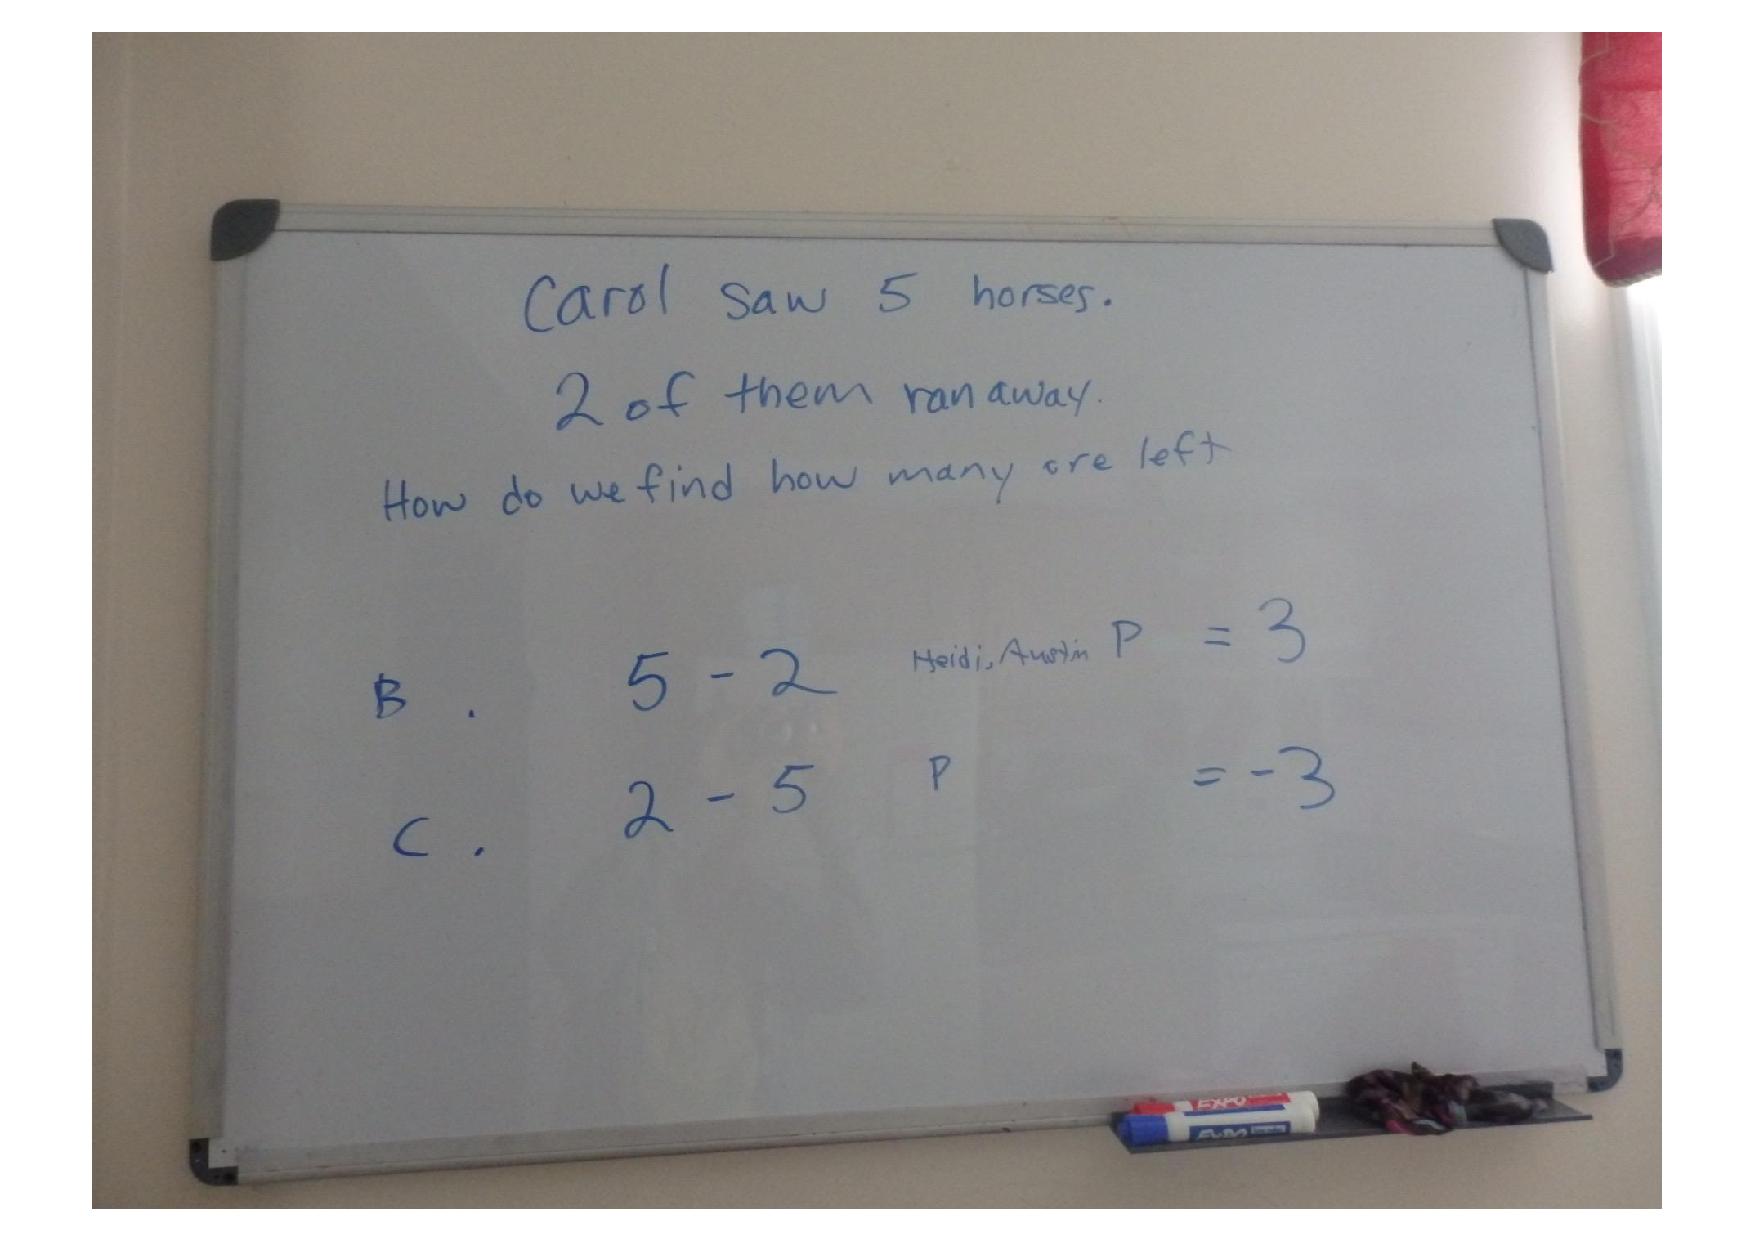 Carol saw 5 horses.
2 of them ran away.
How do we find how many are left
B . 5 - 2 Heidi, Austin P = 3
C . 2 - 5 P = -3
EXPO
EXPO